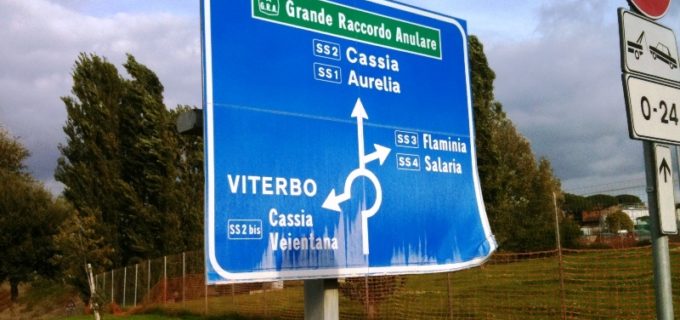 G.R.A.
Grande Raccordo Anulare
SS2 Cassia
SS1 Aurelia
SS3 Flaminia
SS4 Salaria
VITERBO
SS2 bis
Cassia
Veientana
0-24